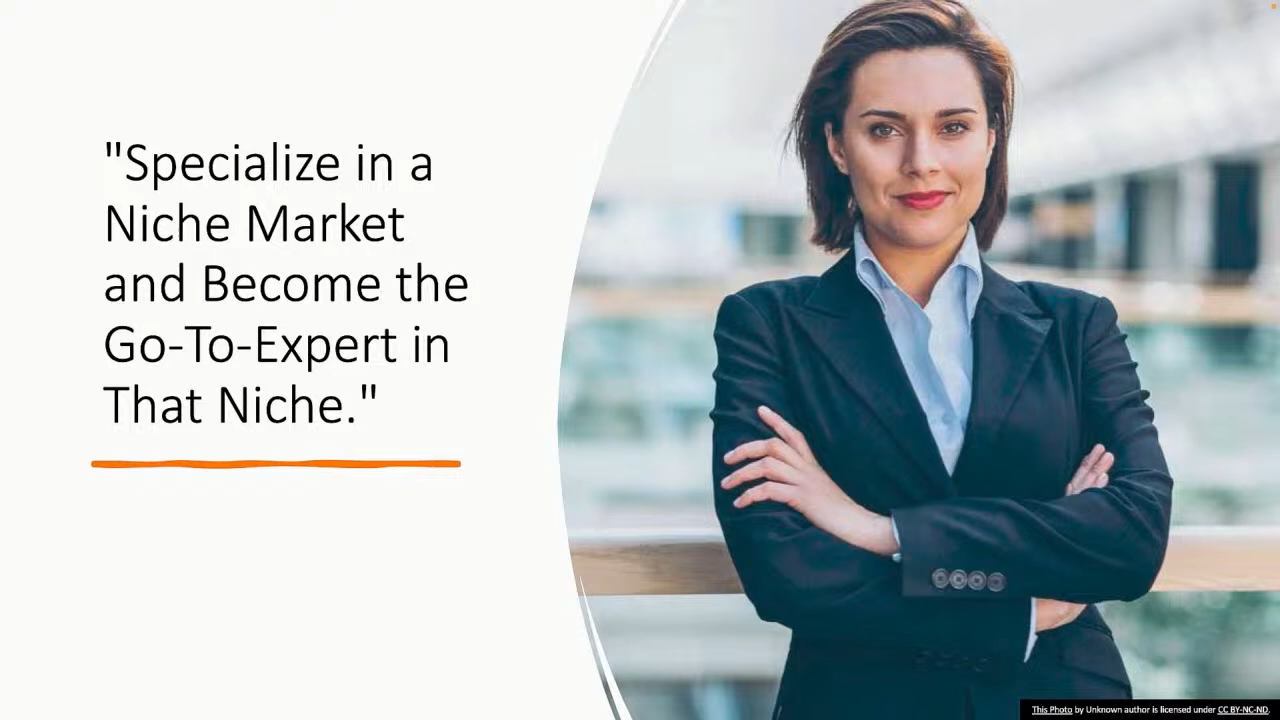 "Specialize in a
Niche Market
and Become the
Go-To-Expert in
That Niche."
This Photo by Unknown author is licensed under CC BY-NC-ND.